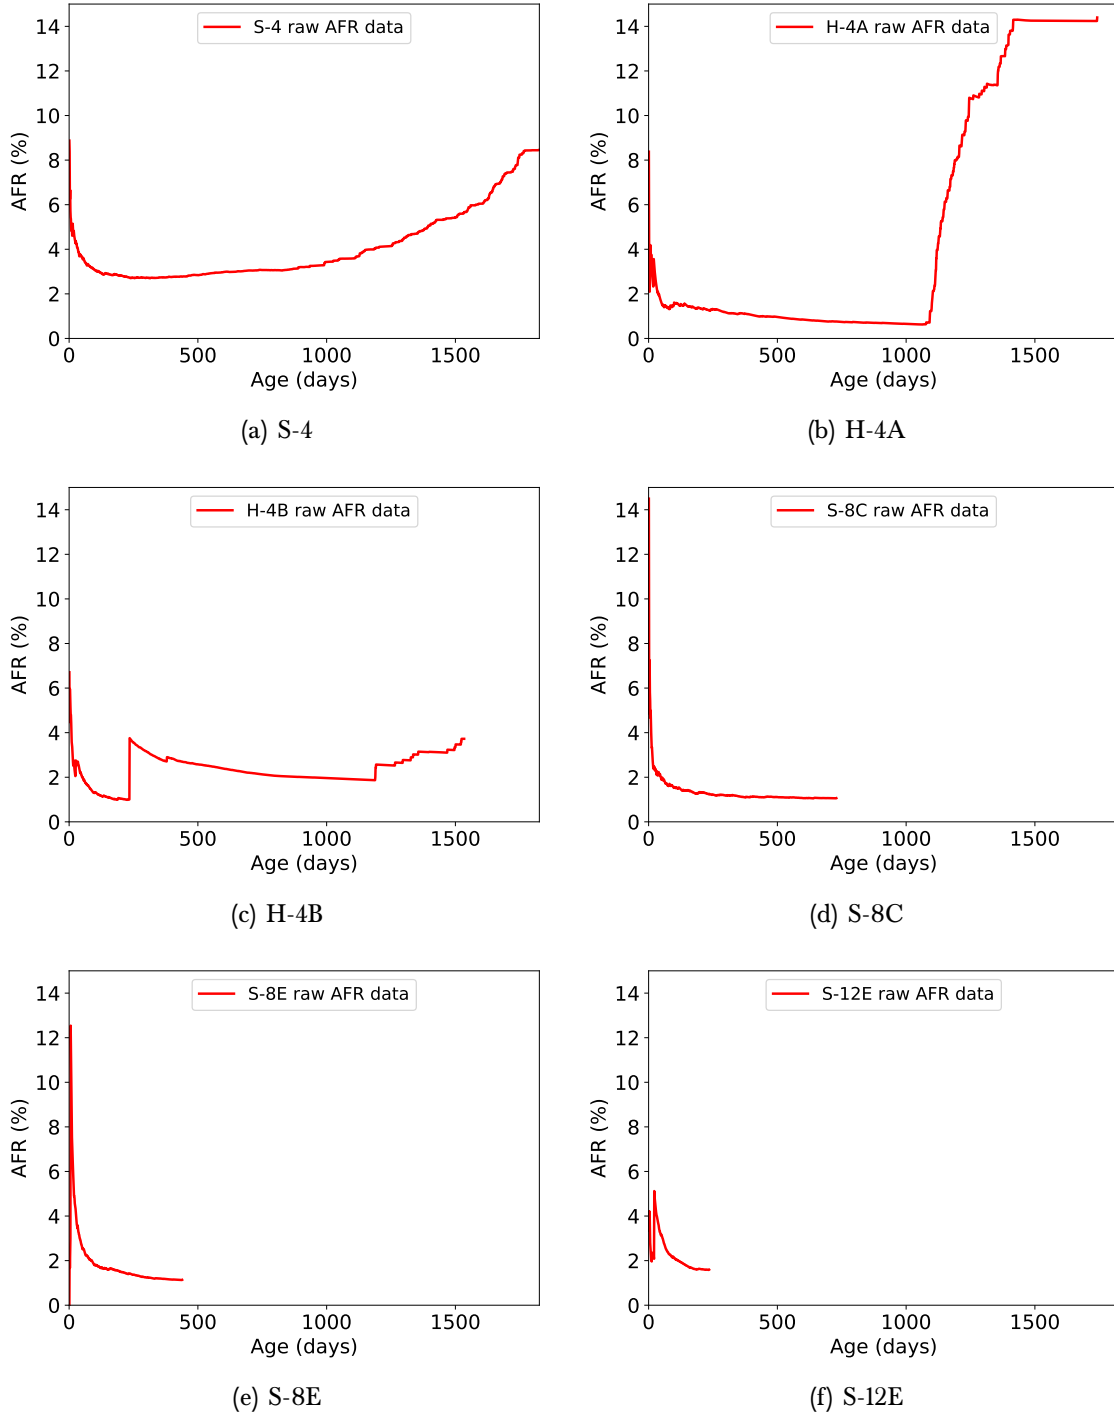 S-4 raw AFR data
AFR (%)
14
12
10
8
6
4
2
0
0 500 1000 1500
Age (days)
(a) S-4
H-4A raw AFR data
AFR (%)
14
12
10
8
6
4
2
0
0 500 1000 1500
Age (days)
(b) H-4A
H-4B raw AFR data
AFR (%)
14
12
10
8
6
4
2
0
0 500 1000 1500
Age (days)
(c) H-4B
S-8C raw AFR data
AFR (%)
14
12
10
8
6
4
2
0
0 500 1000 1500
Age (days)
(d) S-8C
S-8E raw AFR data
AFR (%)
14
12
10
8
6
4
2
0
0 500 1000 1500
Age (days)
(e) S-8E
S-12E raw AFR data
AFR (%)
14
12
10
8
6
4
2
0
0 500 1000 1500
Age (days)
(f) S-12E